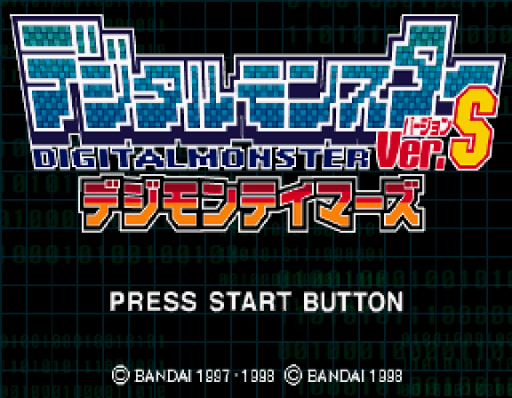 デジタルモンスター
バージョン
DIGITALMONSTER Ver.S
デジモンテイマーズ
PRESS START BUTTON
© BANDAI 1997・1998 © BANDAI 1998